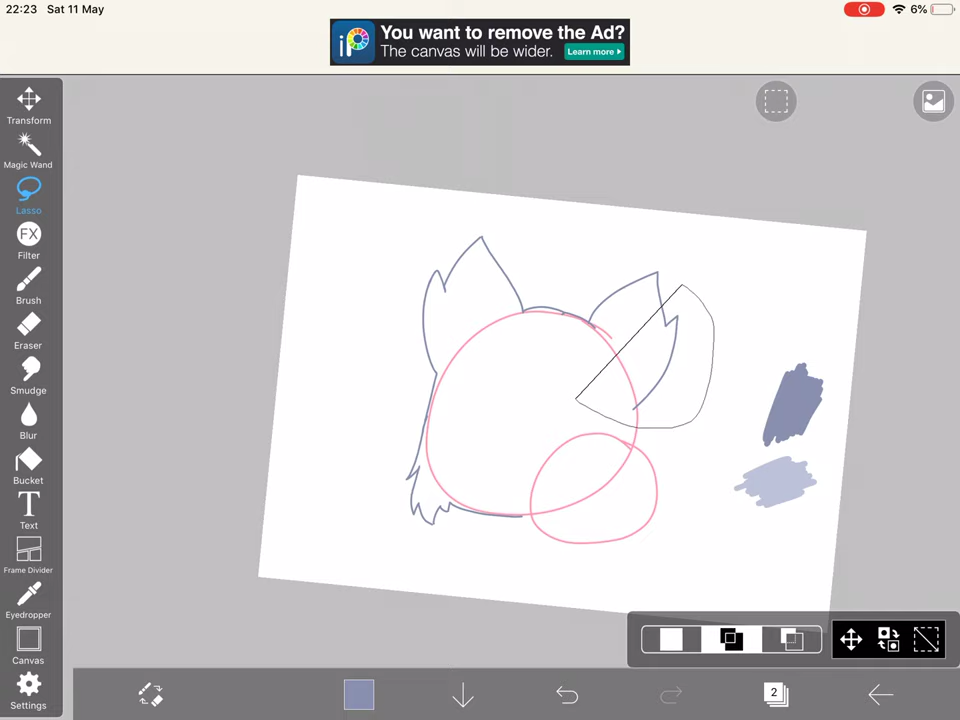 22:23 Sat 11 May
6%
You want to remove the Ad?
The canvas will be wider.
Learn more
iP
Transform
Magic Wand
Lasso
FX
Filter
Brush
Eraser
Smudge
Blur
Bucket
T
Text
Frame Divider
Eyedropper
Canvas
Settings
2